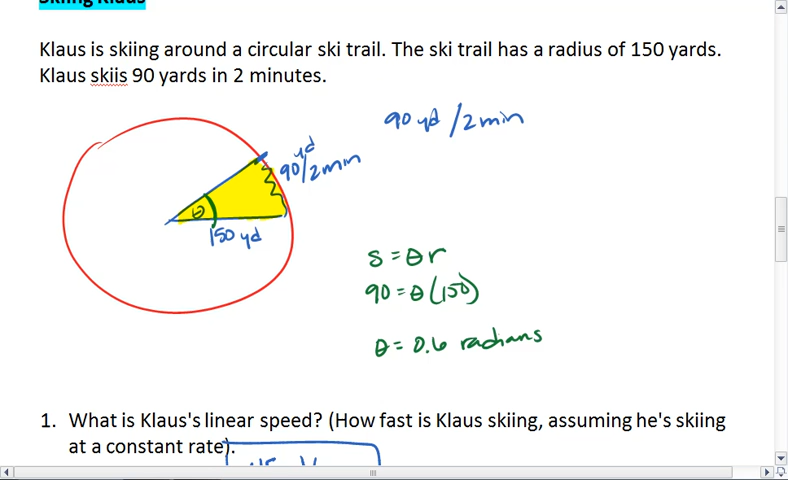 Skiing Klaus
Klaus is skiing around a circular ski trail. The ski trail has a radius of 150 yards.
Klaus skiis 90 yards in 2 minutes.
90 yd / 2 min
yd
90/2 min
θ
150 yd
s = θ r
90 = θ (150)
θ = 0.6 radians
1. What is Klaus's linear speed? (How fast is Klaus skiing, assuming he's skiing
at a constant rate).